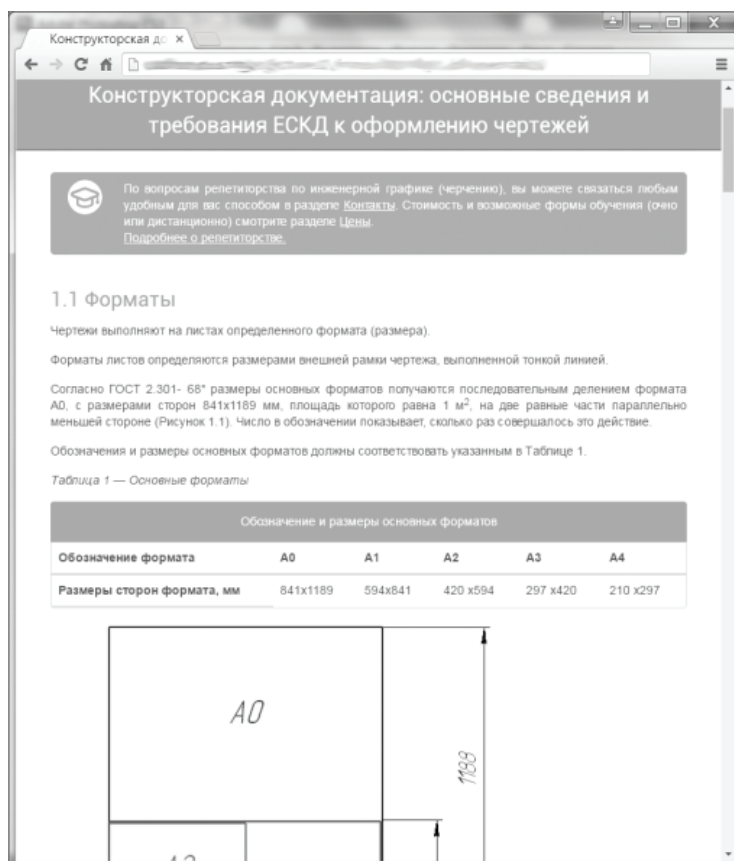 Конструкторская до
Конструкторская документация: основные сведения и
требования ЕСКД к оформлению чертежей
По вопросам репетиторства по инженерной графике (черчению), вы можете связаться любым
удобным для вас способом в разделе Контакты. Стоимость и возможные формы обучения (очно
или дистанционно) смотрите разделе Цены.
Подробнее о репетиторстве.
1.1 Форматы
Чертежи выполняют на листах определенного формата (размера).
Форматы листов определяются размерами внешней рамки чертежа, выполненной тонкой линией.
Согласно ГОСТ 2.301- 68* размеры основных форматов получаются последовательным делением формата
А0, с размерами сторон 841х1189 мм, площадь которого равна 1 м², на две равные части параллельно
меньшей стороне (Рисунок 1.1). Число в обозначении показывает, сколько раз совершалось это действие.
Обозначения и размеры основных форматов должны соответствовать указанным в Таблице 1.
Таблица 1 — Основные форматы
Обозначение и размеры основных форматов
Обозначение формата А0 А1 А2 А3 А4
Размеры сторон формата, мм 841х1189 594х841 420 х594 297 х420 210 х297
А0
1188